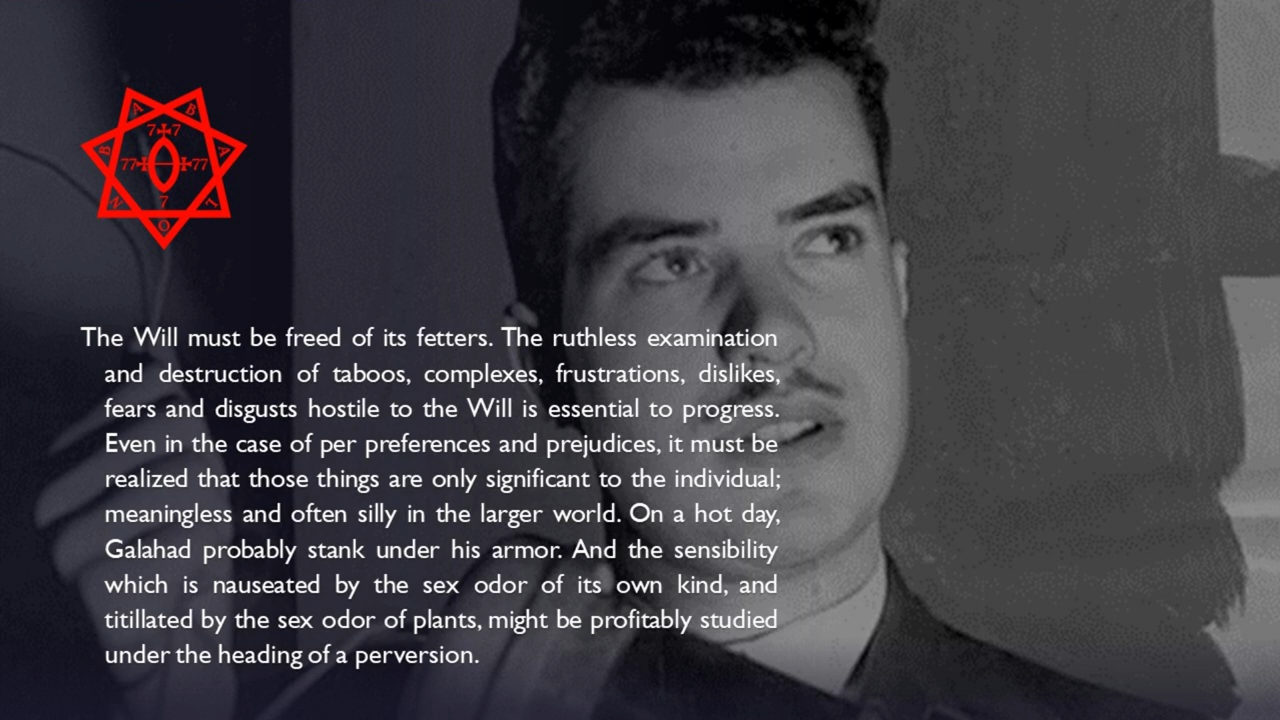 A B
7 7
B A
77 77
N L
7
O
The Will must be freed of its fetters. The ruthless examination
and destruction of taboos, complexes, frustrations, dislikes,
fears and disgusts hostile to the Will is essential to progress.
Even in the case of per preferences and prejudices, it must be
realized that those things are only significant to the individual;
meaningless and often silly in the larger world. On a hot day,
Galahad probably stank under his armor. And the sensibility
which is nauseated by the sex odor of its own kind, and
titillated by the sex odor of plants, might be profitably studied
under the heading of a perversion.